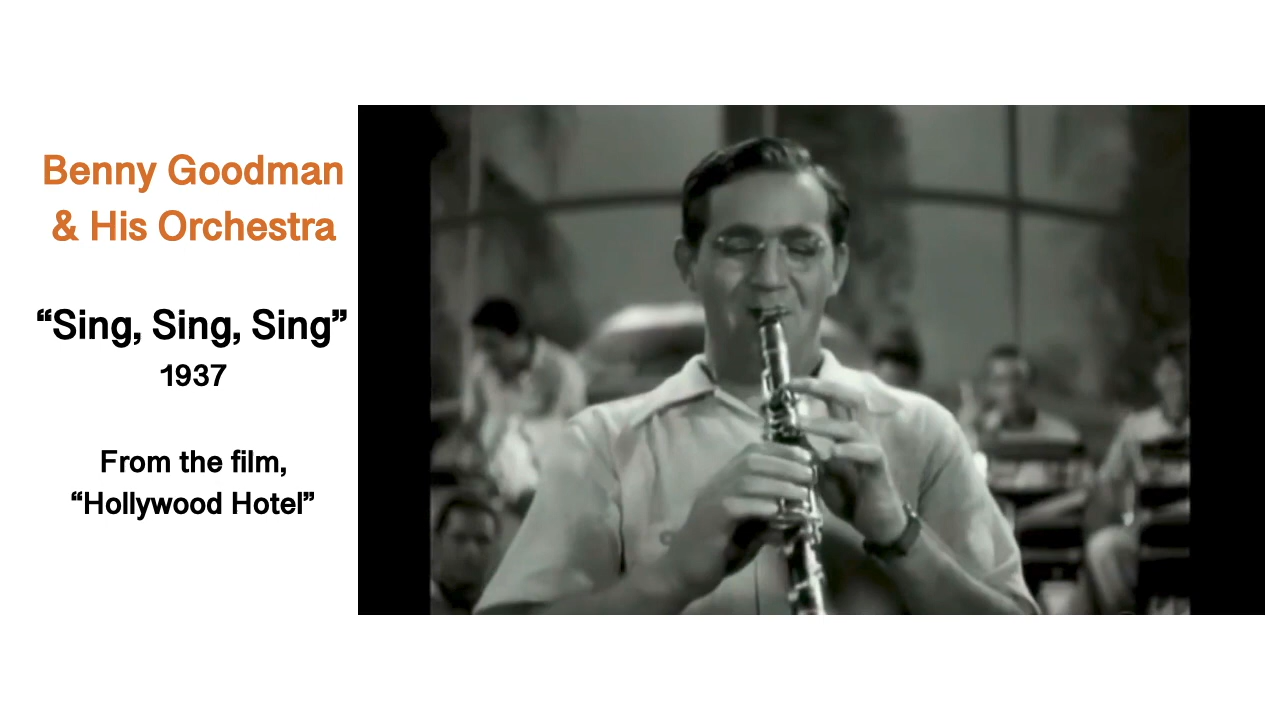 Benny Goodman
& His Orchestra
“Sing, Sing, Sing”
1937
From the film,
“Hollywood Hotel”